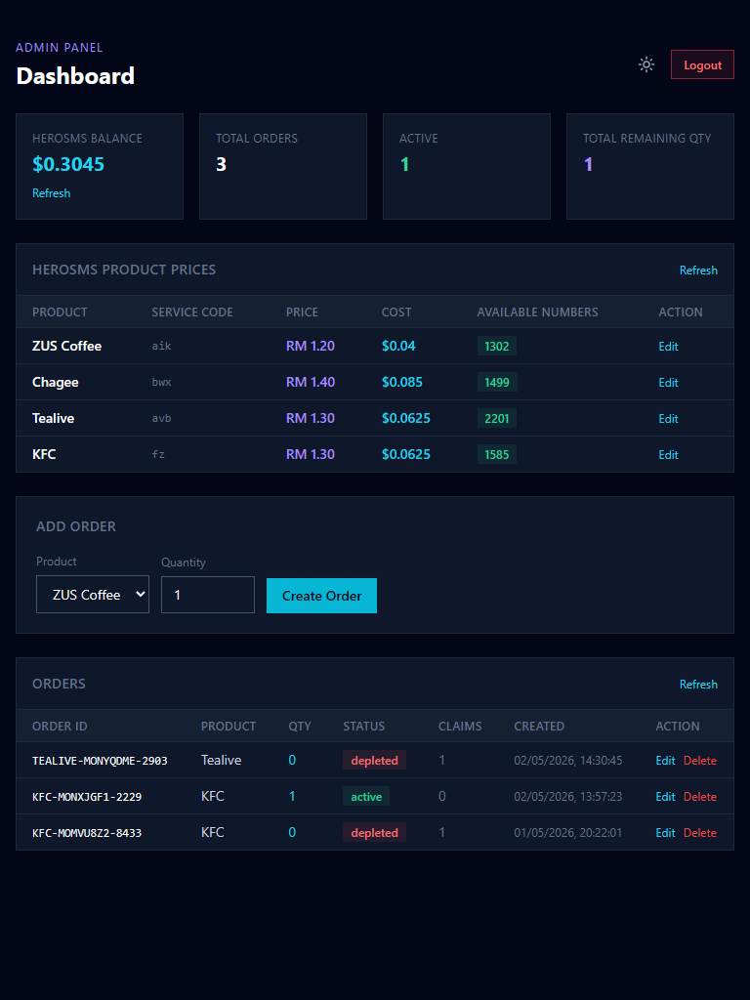 ADMIN PANEL
Dashboard
Logout
HEROSMS BALANCE
$0.3045
Refresh
TOTAL ORDERS
3
ACTIVE
1
TOTAL REMAINING QTY
1
HEROSMS PRODUCT PRICES
Refresh
PRODUCT SERVICE CODE PRICE COST AVAILABLE NUMBERS ACTION
ZUS Coffee aik RM 1.20 $0.04 1302 Edit
Chagee bwx RM 1.40 $0.085 1499 Edit
Tealive avb RM 1.30 $0.0625 2201 Edit
KFC fz RM 1.30 $0.0625 1585 Edit
ADD ORDER
Product Quantity
ZUS Coffee 1 Create Order
ORDERS
Refresh
ORDER ID PRODUCT QTY STATUS CLAIMS CREATED ACTION
TEALIVE-MONYQDME-2903 Tealive 0 depleted 1 02/05/2026, 14:30:45 Edit Delete
KFC-MONXJGF1-2229 KFC 1 active 0 02/05/2026, 13:57:23 Edit Delete
KFC-MOMVU8Z2-8433 KFC 0 depleted 1 01/05/2026, 20:22:01 Edit Delete